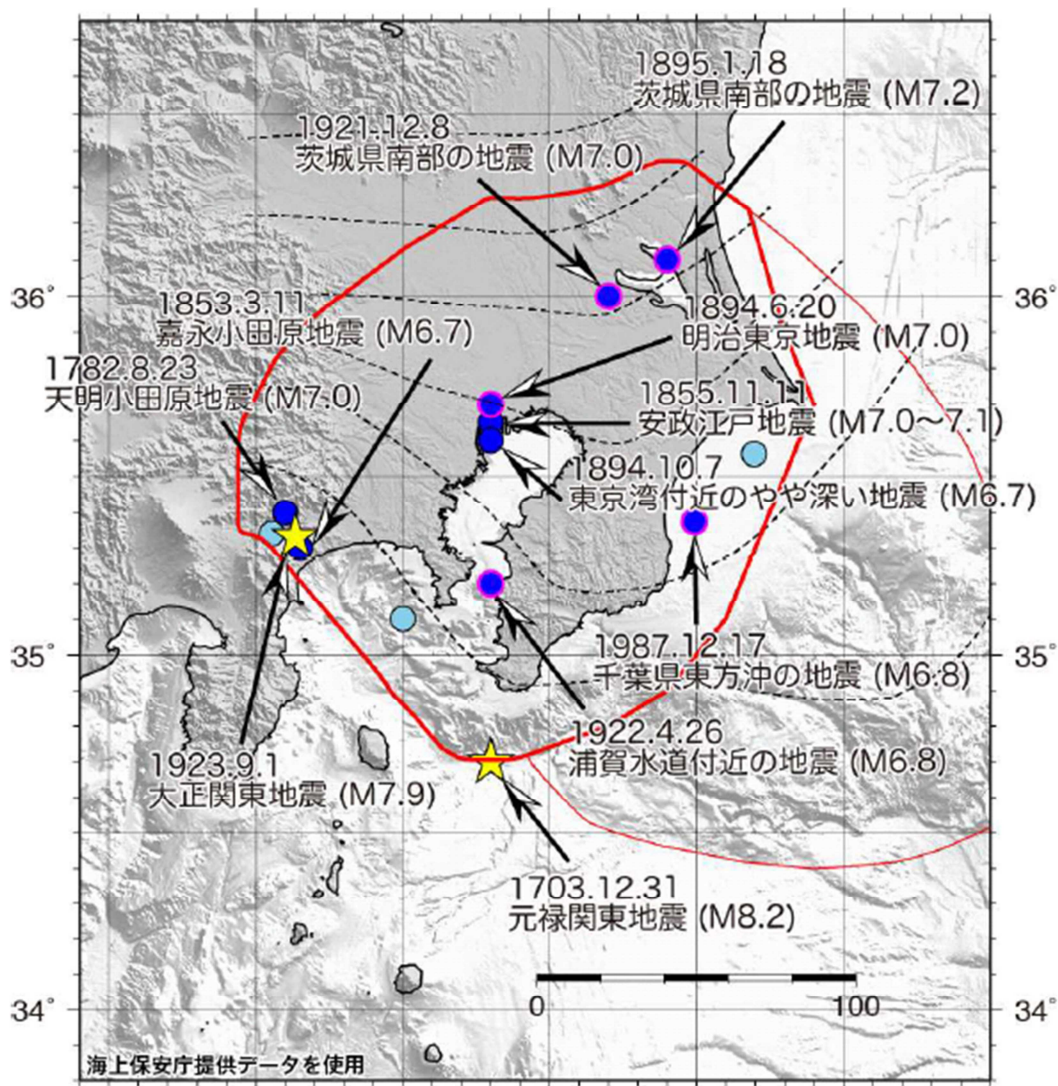 1895.1.18
茨城県南部の地震 (M7.2)
1921.12.8
茨城県南部の地震 (M7.0)
36°
36°
1853.3.11
嘉永小田原地震 (M6.7)
1894.6.20
明治東京地震 (M7.0)
1782.8.23
天明小田原地震 (M7.0)
1855.11.11
安政江戸地震 (M7.0～7.1)
1894.10.7
東京湾付近のやや深い地震 (M6.7)
35°
35°
1987.12.17
千葉県東方沖の地震 (M6.8)
1922.4.26
浦賀水道付近の地震 (M6.8)
1923.9.1
大正関東地震 (M7.9)
1703.12.31
元禄関東地震 (M8.2)
0
100
34°
34°
海上保安庁提供データを使用